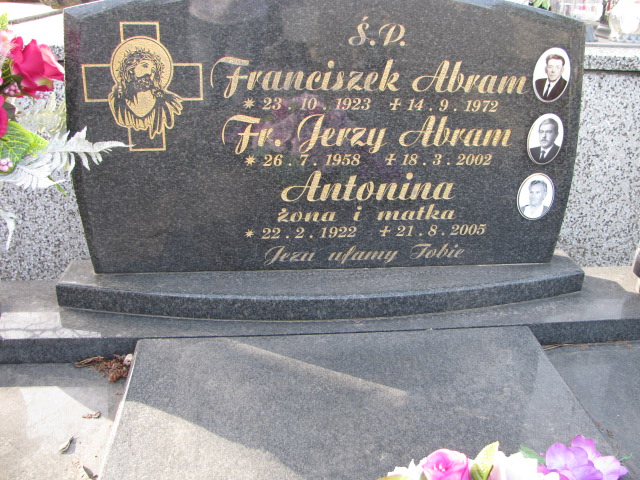 Ś.P.
Franciszek Abram
* 23.10.1923 + 14.9.1972
Fr. Jerzy Abram
* 26.7.1958 + 18.3.2002
Antonina
żona i matka
* 22.2.1922 + 21.8.2005
Jezu ufamy Tobie